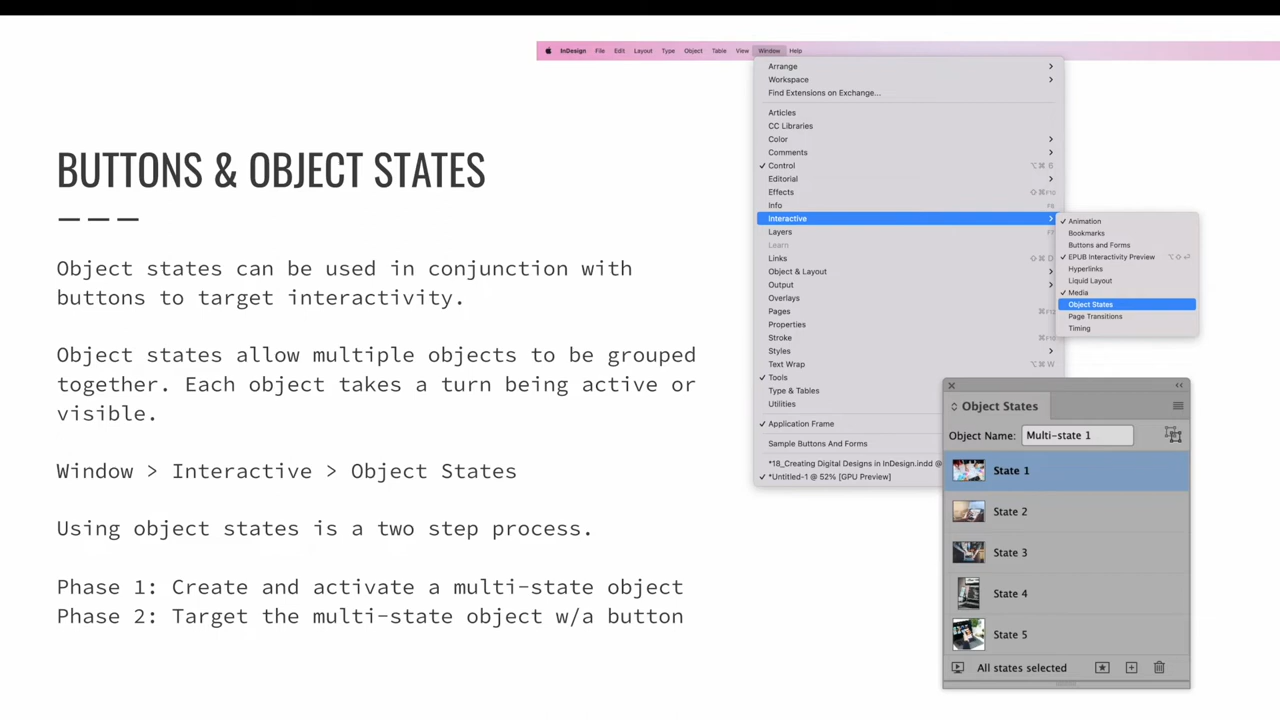 InDesign File Edit Layout Type Object Table View Window Help
BUTTONS & OBJECT STATES
Object states can be used in conjunction with
buttons to target interactivity.
Object states allow multiple objects to be grouped
together. Each object takes a turn being active or
visible.
Window > Interactive > Object States
Using object states is a two step process.
Phase 1: Create and activate a multi-state object
Phase 2: Target the multi-state object w/a button
Arrange
Workspace
Find Extensions on Exchange...
Articles
CC Libraries
Color
Comments
Control ⌥⌘ 6
Editorial
Effects ⇧⌘F10
Info F8
Interactive
Layers F7
Learn
Links ⇧⌘ D
Object & Layout
Output
Overlays
Pages ⌘F12
Properties
Stroke ⌘F10
Styles
Text Wrap ⌥⌘ W
Tools
Type & Tables
Utilities
Application Frame
Sample Buttons And Forms
*18_Creating Digital Designs in InDesign.indd @
*Untitled-1 @ 52% [GPU Preview]
Animation
Bookmarks
Buttons and Forms
EPUB Interactivity Preview ⌥⇧⏎
Hyperlinks
Liquid Layout
Media
Object States
Page Transitions
Timing
Object States
Object Name: Multi-state 1
State 1
State 2
State 3
State 4
State 5
All states selected